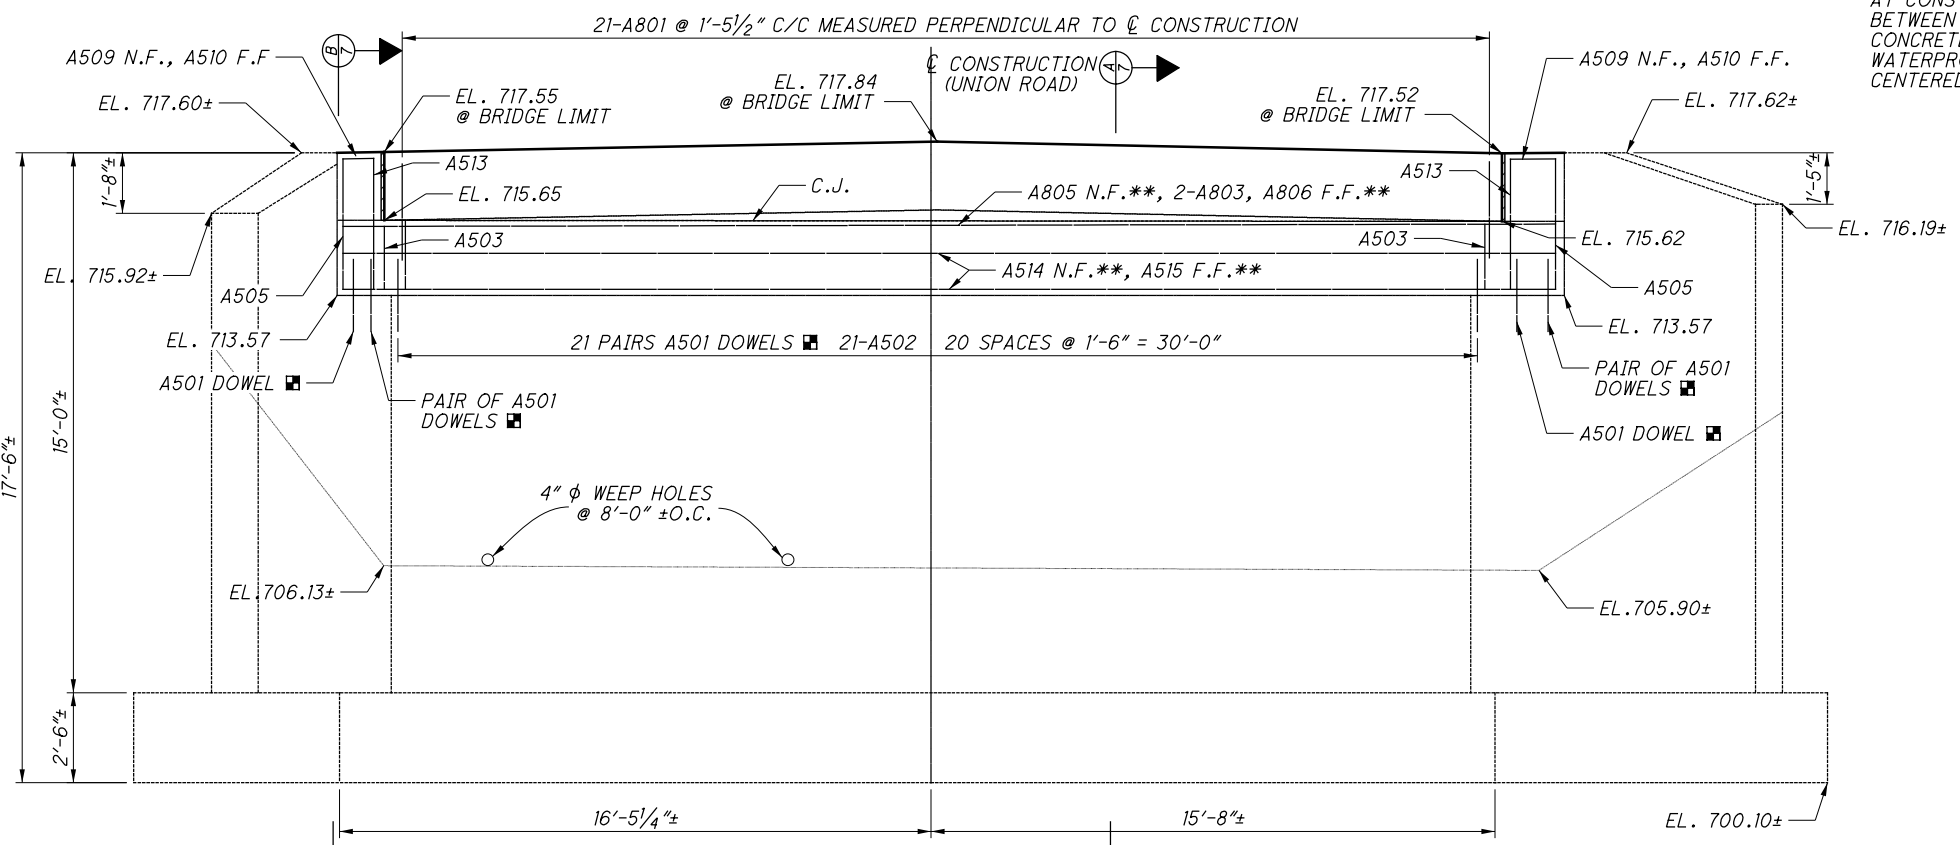 21-A801 @ 1'-5½" C/C MEASURED PERPENDICULAR TO ℄ CONSTRUCTION
AT CONST
BETWEEN
CONCRETE
WATERPRO
CENTERED
B
7
A509 N.F., A510 F.F
EL. 717.60±
EL. 717.55
@ BRIDGE LIMIT
EL. 717.84
@ BRIDGE LIMIT
℄ CONSTRUCTION
(UNION ROAD)
A
7
EL. 717.52
@ BRIDGE LIMIT
A509 N.F., A510 F.F.
EL. 717.62±
1'-8"±
A513
EL. 715.65
C.J.
A805 N.F.**, 2-A803, A806 F.F.**
A513
1'-5"±
EL. 715.92±
A503
A503
EL. 715.62
EL. 716.19±
A505
A514 N.F.**, A515 F.F.**
A505
EL. 713.57
21 PAIRS A501 DOWELS 21-A502 20 SPACES @ 1'-6" = 30'-0"
EL. 713.57
A501 DOWEL
PAIR OF A501
DOWELS
PAIR OF A501
DOWELS
A501 DOWEL
17'-6"±
15'-0"±
4" ϕ WEEP HOLES
@ 8'-0" ±O.C.
EL.706.13±
EL.705.90±
2'-6"±
16'-5¼"±
15'-8"±
EL. 700.10±